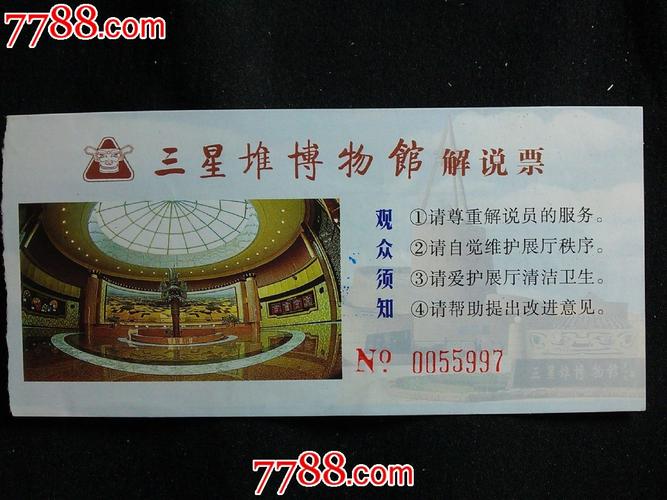 7788.com
7788.com
三星堆博物館 解说票
观众须知
①请尊重解说员的服务。
②请自觉维护展厅秩序。
③请爱护展厅清洁卫生。
④请帮助提出改进意见。
Nº 0055997
三星堆博物館
7788.com